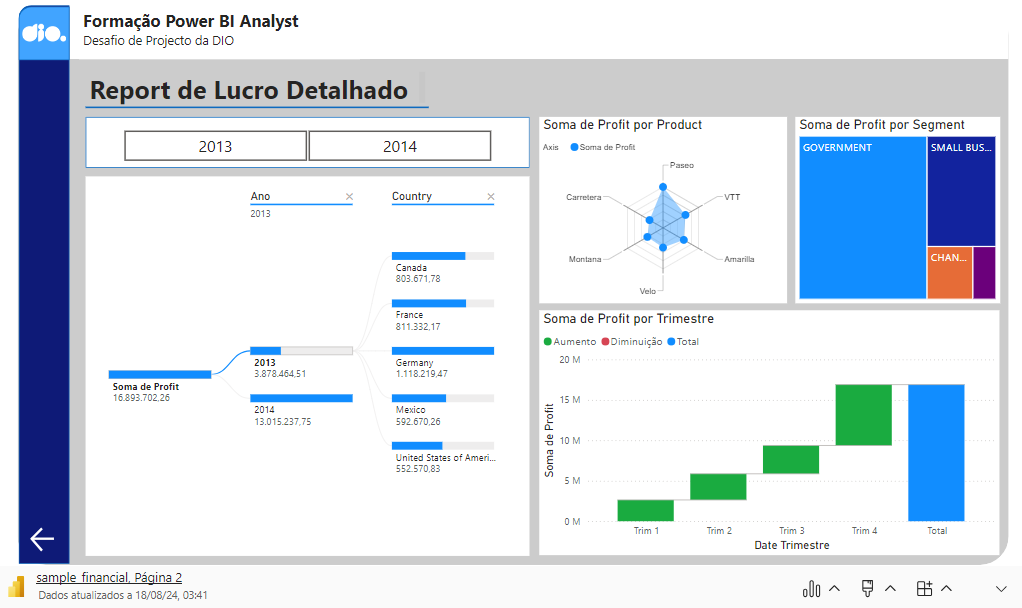 dio.
Formação Power BI Analyst
Desafio de Projecto da DIO
Report de Lucro Detalhado
2013
2014
Ano
2013
Country
Soma de Profit
16.893.702,26
2013
3.878.464,51
2014
13.015.237,75
Canada
803.671,78
France
811.332,17
Germany
1.118.219,47
Mexico
592.670,26
United States of Ameri...
552.570,83
Soma de Profit por Product
Axis
Soma de Profit
Paseo
VTT
Amarilla
Velo
Montana
Carretera
Soma de Profit por Segment
GOVERNMENT
SMALL BUS...
CHAN...
Soma de Profit por Trimestre
Aumento
Diminuição
Total
Soma de Profit
20 M
15 M
10 M
5 M
0 M
Trim 1
Trim 2
Trim 3
Trim 4
Total
Date Trimestre
sample_financial, Página 2
Dados atualizados a 18/08/24, 03:41